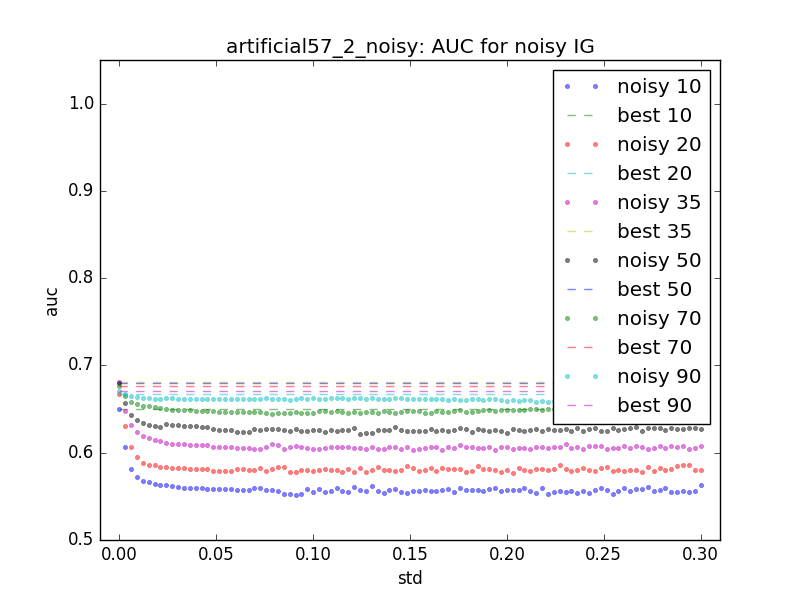 artificial57_2_noisy: AUC for noisy IG
noisy 10
best 10
noisy 20
best 20
noisy 35
best 35
noisy 50
best 50
noisy 70
best 70
noisy 90
best 90
1.0
0.9
0.8
0.7
0.6
0.5
auc
0.00 0.05 0.10 0.15 0.20 0.25 0.30
std